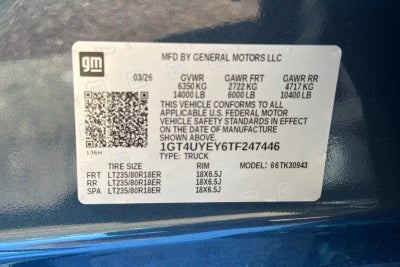 gm
MFD BY GENERAL MOTORS LLC
03/26 GVWR GAWR FRT GAWR RR
6350 KG 2722 KG 4717 KG
14000 LB 6000 LB 10400 LB
THIS VEHICLE CONFORMS TO ALL
APPLICABLE U.S. FEDERAL MOTOR
VEHICLE SAFETY STANDARDS IN EFFECT
ON THE DATE OF MANUFACTURE
SHOWN ABOVE.
1GT4UYEY6TF247446
136H TYPE: TRUCK
TIRE SIZE RIM MODEL: 66TK30943
FRT LT235/80R18ER 18X6.5J
RR LT235/80R18ER 18X6.5J
SPA LT235/80R18ER 18X6.5J